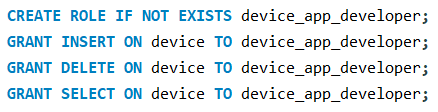 CREATE ROLE IF NOT EXISTS device_app_developer;
GRANT INSERT ON device TO device_app_developer;
GRANT DELETE ON device TO device_app_developer;
GRANT SELECT ON device TO device_app_developer;